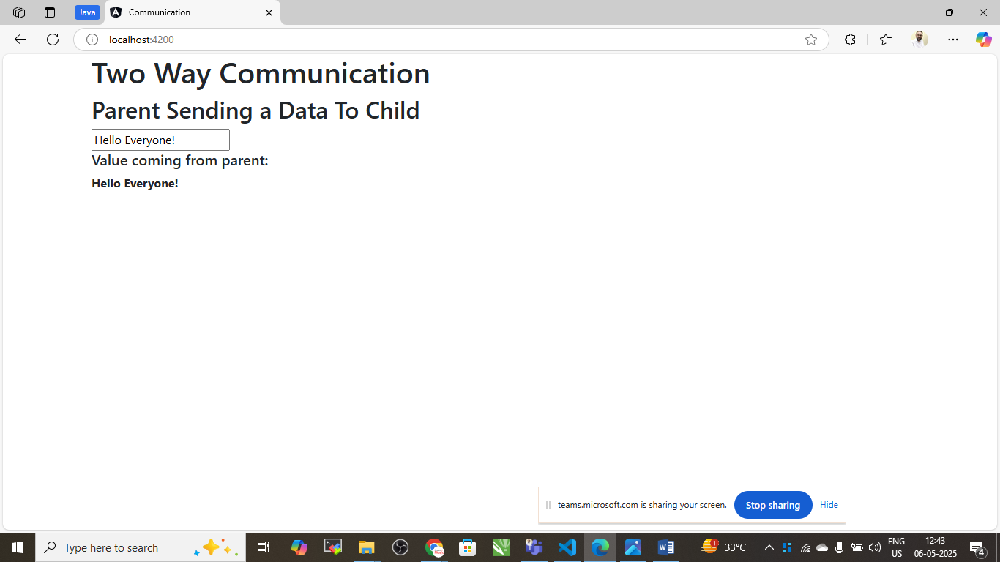 Java
Communication
localhost:4200
Two Way Communication
Parent Sending a Data To Child
Hello Everyone!
Value coming from parent:
Hello Everyone!
teams.microsoft.com is sharing your screen.
Stop sharing
Hide
Type here to search
1
33°C
ENG
US
12:43
06-05-2025
4